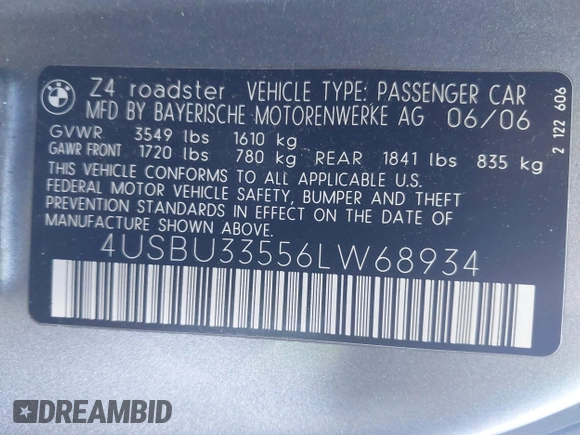 BMW
Z4 roadster VEHICLE TYPE: PASSENGER CAR
MFD BY BAYERISCHE MOTORENWERKE AG 06/06
GVWR 3549 lbs 1610 kg
GAWR FRONT 1720 lbs 780 kg REAR 1841 lbs 835 kg
THIS VEHICLE CONFORMS TO ALL APPLICABLE U.S.
FEDERAL MOTOR VEHICLE SAFETY, BUMPER AND THEFT
PREVENTION STANDARDS IN EFFECT ON THE DATE OF
MANUFACTURE SHOWN ABOVE.
4USBU33556LW68934
2 122 606
DREAMBID